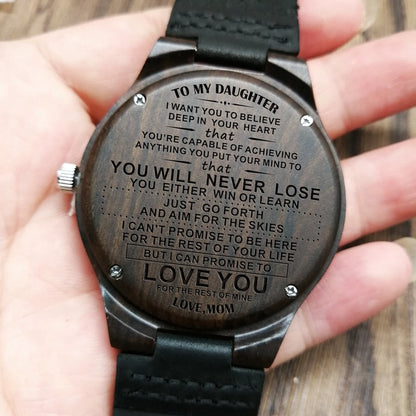 TO MY DAUGHTER
I WANT YOU TO BELIEVE
DEEP IN YOUR HEART
that
YOU'RE CAPABLE OF ACHIEVING
ANYTHING YOU PUT YOUR MIND TO
that
YOU WILL NEVER LOSE
YOU EITHER WIN OR LEARN
JUST GO FORTH
AND AIM FOR THE SKIES
I CAN'T PROMISE TO BE HERE
FOR THE REST OF YOUR LIFE
BUT I CAN PROMISE TO
LOVE YOU
FOR THE REST OF MINE
LOVE,MOM